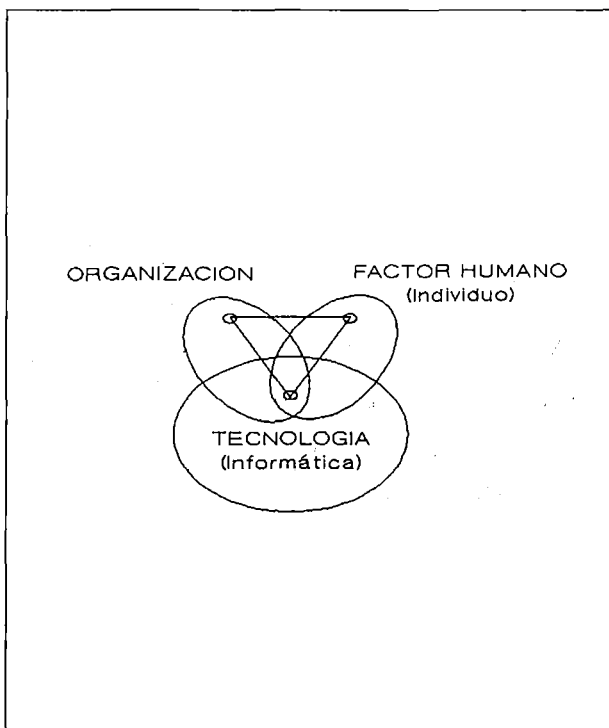 ORGANIZACION
FACTOR HUMANO
(Individuo)
TECNOLOGIA
(Informática)